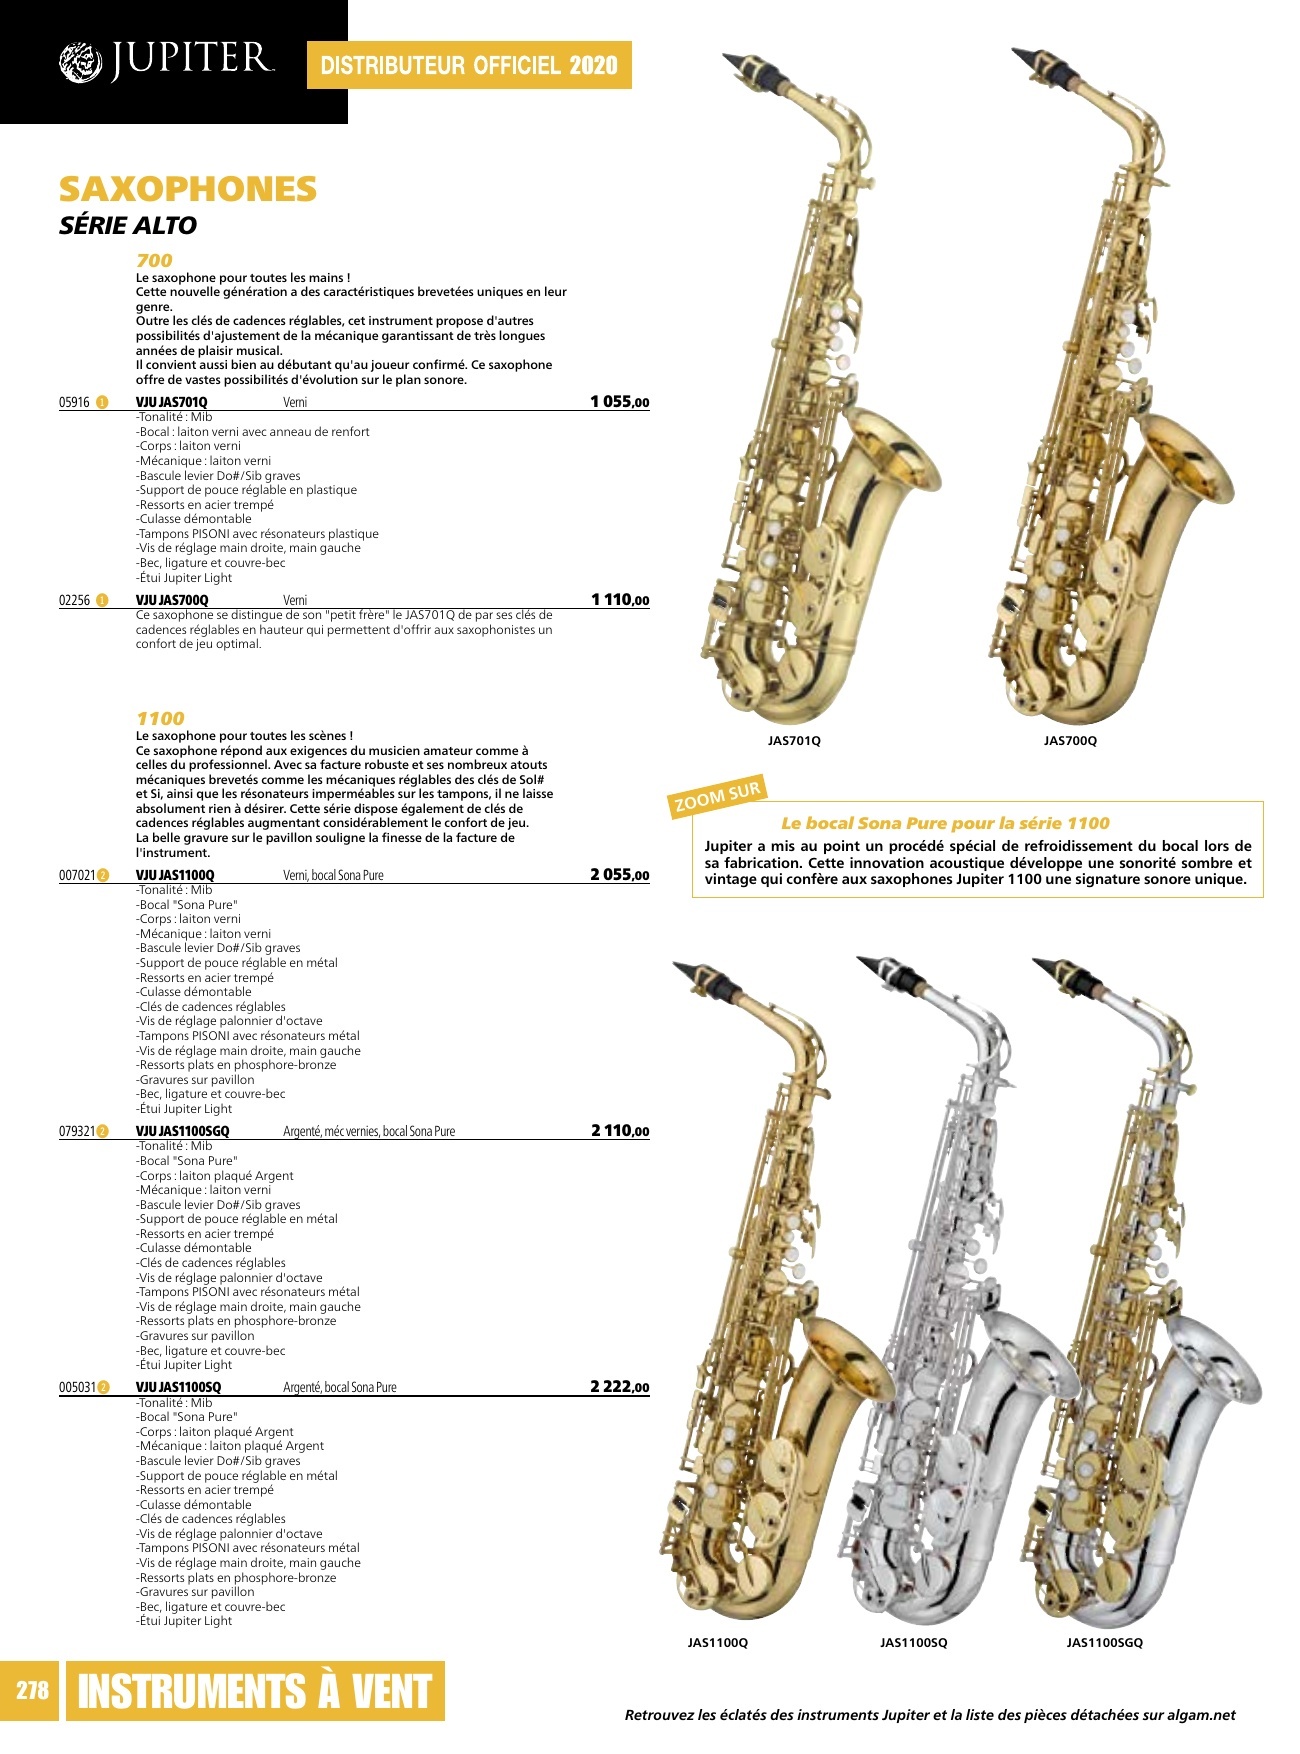 JUPITER
DISTRIBUTEUR OFFICIEL 2020
SAXOPHONES
SÉRIE ALTO
700
Le saxophone pour toutes les mains !
Cette nouvelle génération a des caractéristiques brevetées uniques en leur
genre.
Outre les clés de cadences réglables, cet instrument propose d'autres
possibilités d'ajustement de la mécanique garantissant de très longues
années de plaisir musical.
Il convient aussi bien au débutant qu'au joueur confirmé. Ce saxophone
offre de vastes possibilités d'évolution sur le plan sonore.
05916 1 VJU JAS701Q Verni 1 055,00
-Tonalité : Mib
-Bocal : laiton verni avec anneau de renfort
-Corps : laiton verni
-Mécanique : laiton verni
-Bascule levier Do#/Sib graves
-Support de pouce réglable en plastique
-Ressorts en acier trempé
-Culasse démontable
-Tampons PISONI avec résonateurs plastique
-Vis de réglage main droite, main gauche
-Bec, ligature et couvre-bec
-Étui Jupiter Light
02256 1 VJU JAS700Q Verni 1 110,00
Ce saxophone se distingue de son "petit frère" le JAS701Q de par ses clés de
cadences réglables en hauteur qui permettent d'offrir aux saxophonistes un
confort de jeu optimal.
1100
Le saxophone pour toutes les scènes !
Ce saxophone répond aux exigences du musicien amateur comme à
celles du professionnel. Avec sa facture robuste et ses nombreux atouts
mécaniques brevetés comme les mécaniques réglables des clés de Sol#
et Si, ainsi que les résonateurs imperméables sur les tampons, il ne laisse
absolument rien à désirer. Cette série dispose également de clés de
cadences réglables augmentant considérablement le confort de jeu.
La belle gravure sur le pavillon souligne la finesse de la facture de
l'instrument.
007021 2 VJU JAS1100Q Verni, bocal Sona Pure 2 055,00
-Tonalité : Mib
-Bocal "Sona Pure"
-Corps : laiton verni
-Mécanique : laiton verni
-Bascule levier Do#/Sib graves
-Support de pouce réglable en métal
-Ressorts en acier trempé
-Culasse démontable
-Clés de cadences réglables
-Vis de réglage palonnier d'octave
-Tampons PISONI avec résonateurs métal
-Vis de réglage main droite, main gauche
-Ressorts plats en phosphore-bronze
-Gravures sur pavillon
-Bec, ligature et couvre-bec
-Étui Jupiter Light
079321 2 VJU JAS1100SGQ Argenté, méc vernies, bocal Sona Pure 2 110,00
-Tonalité : Mib
-Bocal "Sona Pure"
-Corps : laiton plaqué Argent
-Mécanique : laiton verni
-Bascule levier Do#/Sib graves
-Support de pouce réglable en métal
-Ressorts en acier trempé
-Culasse démontable
-Clés de cadences réglables
-Vis de réglage palonnier d'octave
-Tampons PISONI avec résonateurs métal
-Vis de réglage main droite, main gauche
-Ressorts plats en phosphore-bronze
-Gravures sur pavillon
-Bec, ligature et couvre-bec
-Étui Jupiter Light
005031 2 VJU JAS1100SQ Argenté, bocal Sona Pure 2 222,00
-Tonalité : Mib
-Bocal "Sona Pure"
-Corps : laiton plaqué Argent
-Mécanique : laiton plaqué Argent
-Bascule levier Do#/Sib graves
-Support de pouce réglable en métal
-Ressorts en acier trempé
-Culasse démontable
-Clés de cadences réglables
-Vis de réglage palonnier d'octave
-Tampons PISONI avec résonateurs métal
-Vis de réglage main droite, main gauche
-Ressorts plats en phosphore-bronze
-Gravures sur pavillon
-Bec, ligature et couvre-bec
-Étui Jupiter Light
JAS701Q
JAS700Q
ZOOM SUR
Le bocal Sona Pure pour la série 1100
Jupiter a mis au point un procédé spécial de refroidissement du bocal lors de
sa fabrication. Cette innovation acoustique développe une sonorité sombre et
vintage qui confère aux saxophones Jupiter 1100 une signature sonore unique.
JAS1100Q
JAS1100SQ
JAS1100SGQ
278
INSTRUMENTS À VENT
Retrouvez les éclatés des instruments Jupiter et la liste des pièces détachées sur algam.net